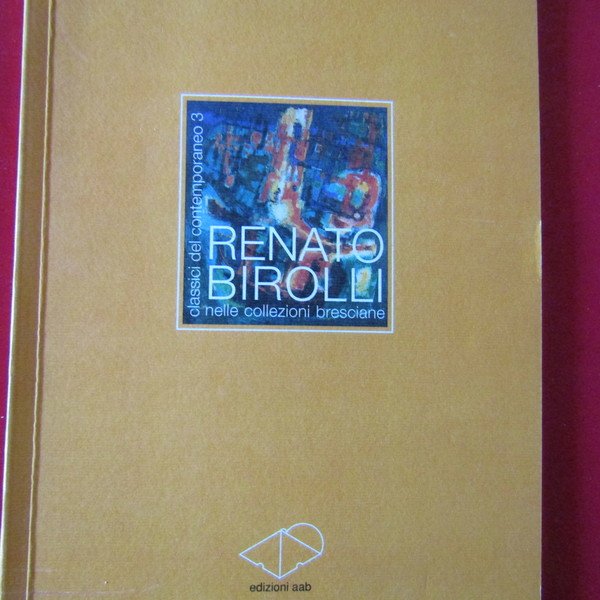 classici del contemporaneo 3
RENATO
BIROLLI
nelle collezioni bresciane
edizioni aab